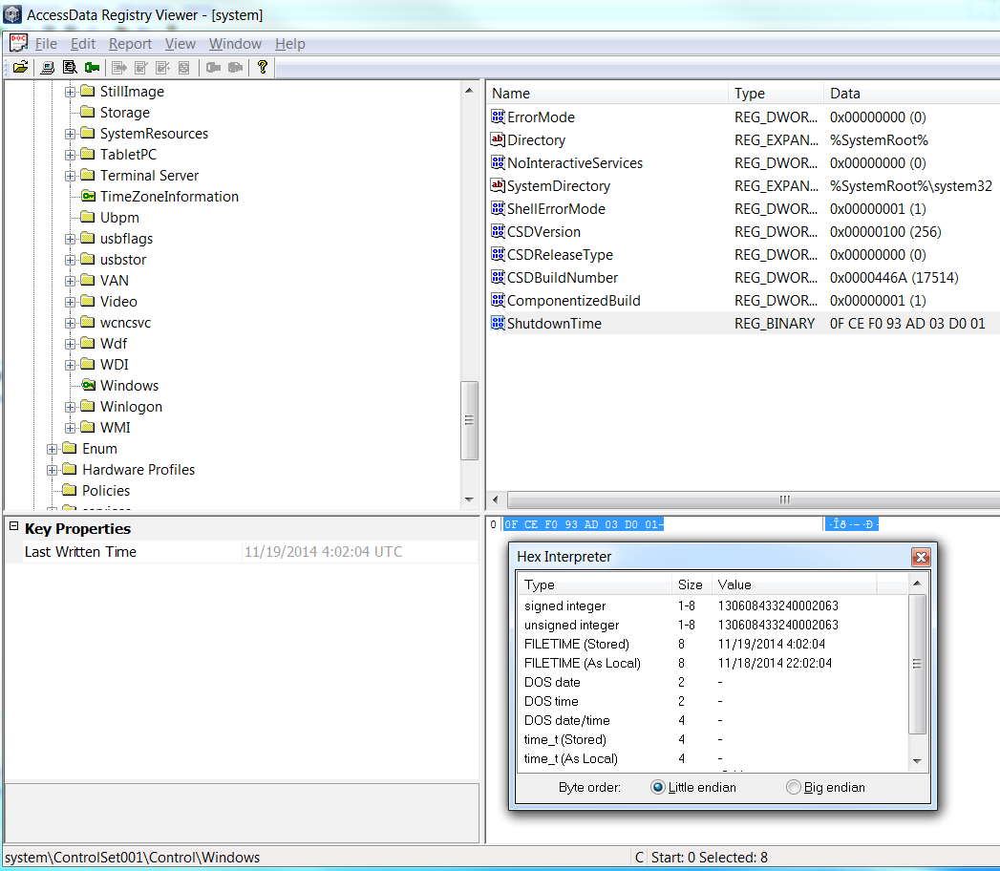 AccessData Registry Viewer - [system]
File Edit Report View Window Help
StillImage
Storage
SystemResources
TabletPC
Terminal Server
TimeZoneInformation
Ubpm
usbflags
usbstor
VAN
Video
wcncsvc
Wdf
WDI
Windows
Winlogon
WMI
Enum
Hardware Profiles
Policies
services
Name Type Data
ErrorMode REG_DWOR... 0x00000000 (0)
Directory REG_EXPAN... %SystemRoot%
NoInteractiveServices REG_DWOR... 0x00000000 (0)
SystemDirectory REG_EXPAN... %SystemRoot%\system32
ShellErrorMode REG_DWOR... 0x00000001 (1)
CSDVersion REG_DWOR... 0x00000100 (256)
CSDReleaseType REG_DWOR... 0x00000000 (0)
CSDBuildNumber REG_DWOR... 0x0000446A (17514)
ComponentizedBuild REG_DWOR... 0x00000001 (1)
ShutdownTime REG_BINARY 0F CE F0 93 AD 03 D0 01
Key Properties
Last Written Time 11/19/2014 4:02:04 UTC
0 0F CE F0 93 AD 03 D0 01- ·Îð·–·Ð·
Hex Interpreter
Type Size Value
signed integer 1-8 130608433240002063
unsigned integer 1-8 130608433240002063
FILETIME (Stored) 8 11/19/2014 4:02:04
FILETIME (As Local) 8 11/18/2014 22:02:04
DOS date 2 -
DOS time 2 -
DOS date/time 4 -
time_t (Stored) 4 -
time_t (As Local) 4 -
Byte order: Little endian Big endian
system\ControlSet001\Control\Windows C Start: 0 Selected: 8